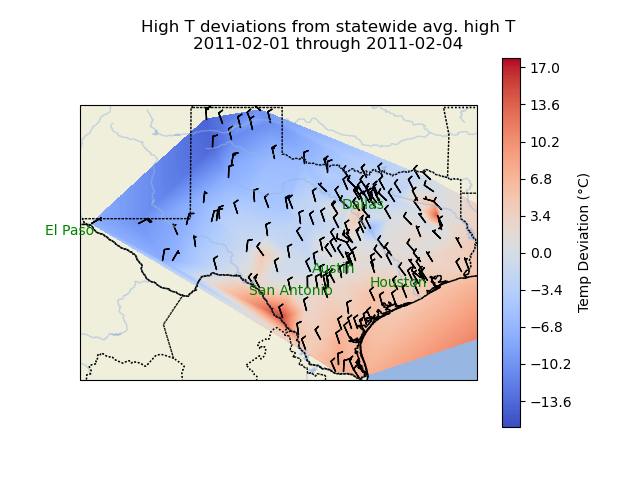 High T deviations from statewide avg. high T
2011-02-01 through 2011-02-04
17.0
13.6
10.2
6.8
3.4
0.0
−3.4
−6.8
−10.2
−13.6
Temp Deviation (°C)
El Paso
Dallas
Austin
San Antonio
Houston